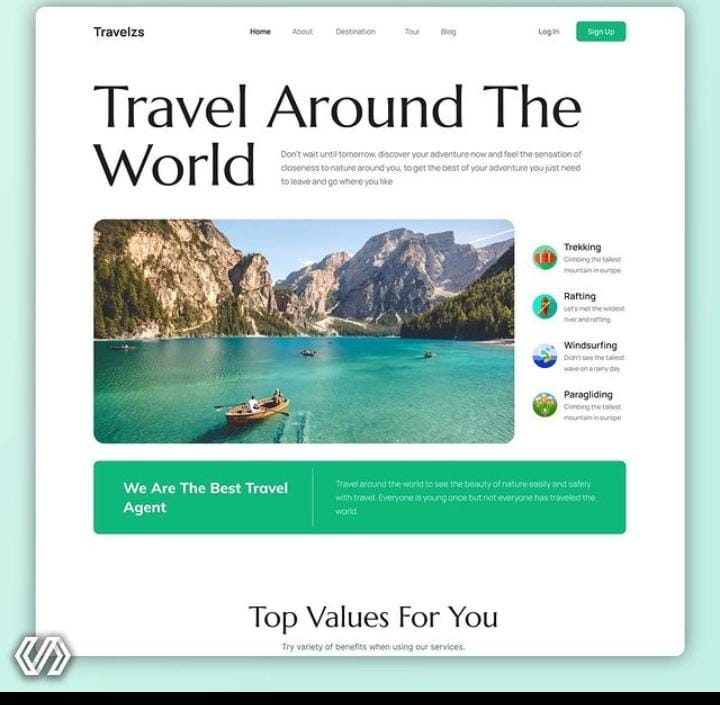 Travelzs
Home About Destination Tour Blog Log In Sign Up
Travel Around The
World
Don't wait until tomorrow, discover your adventure now and feel the sensation of
closeness to nature around you, to get the best of your adventure you just need
to leave and go where you like
Trekking
Climbing the tallest
mountain in europe
Rafting
Let's met the wildest
river and rafting
Windsurfing
Didn't see the tallest
wave on a rainy day
Paragliding
Climbing the tallest
mountain in europe
We Are The Best Travel
Agent
Travel around the world to see the beauty of nature easily and safely
with travel. Everyone is young once but not everyone has traveled the
world.
Top Values For You
Try variety of benefits when using our services.